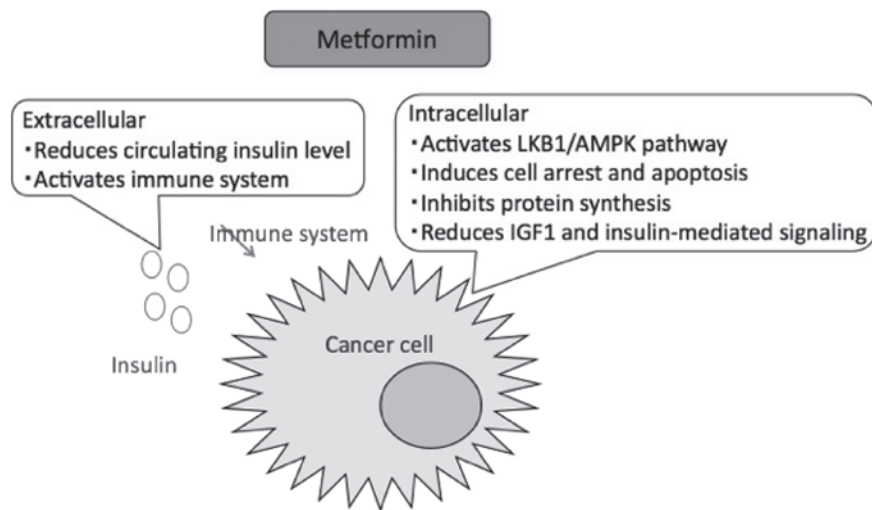 Metformin
Extracellular
・Reduces circulating insulin level
・Activates immune system
Intracellular
・Activates LKB1/AMPK pathway
・Induces cell arrest and apoptosis
・Inhibits protein synthesis
・Reduces IGF1 and insulin-mediated signaling
Immune system
Cancer cell
Insulin